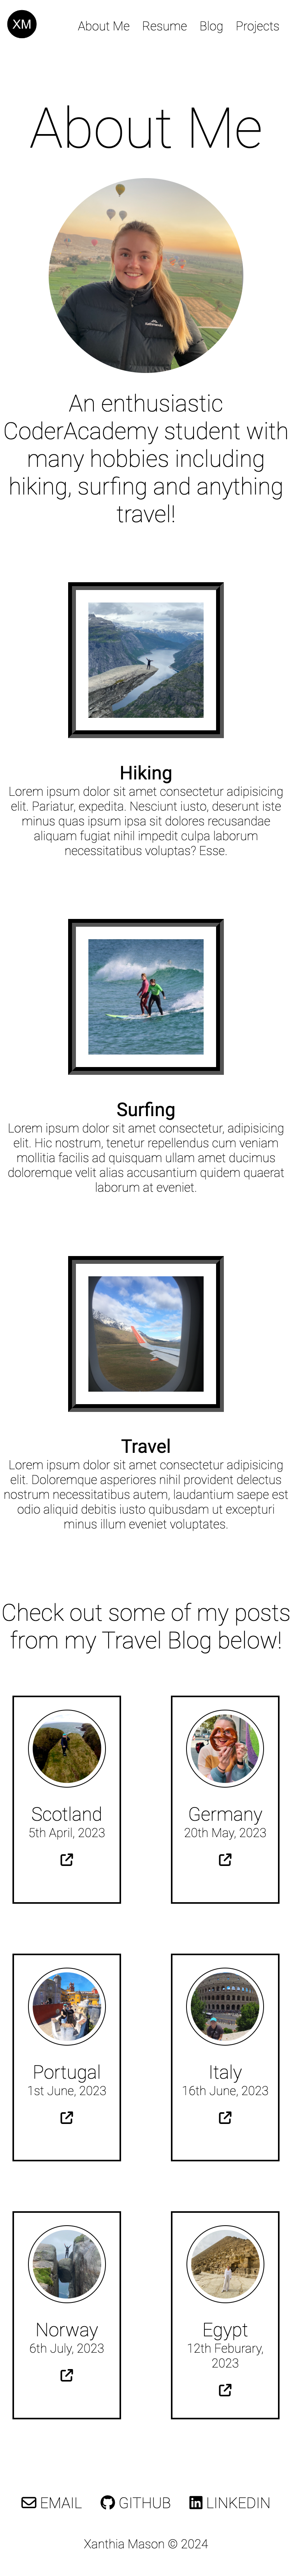 XM
About Me Resume Blog Projects
About Me
An enthusiastic
CoderAcademy student with
many hobbies including
hiking, surfing and anything
travel!
Hiking
Lorem ipsum dolor sit amet consectetur adipisicing
elit. Pariatur, expedita. Nesciunt iusto, deserunt iste
minus quas ipsum ipsa sit dolores recusandae
aliquam fugiat nihil impedit culpa laborum
necessitatibus voluptas? Esse.
Surfing
Lorem ipsum dolor sit amet consectetur, adipisicing
elit. Hic nostrum, tenetur repellendus cum veniam
mollitia facilis ad quisquam ullam amet ducimus
doloremque velit alias accusantium quidem quaerat
laborum at eveniet.
Travel
Lorem ipsum dolor sit amet consectetur adipisicing
elit. Doloremque asperiores nihil provident delectus
nostrum necessitatibus autem, laudantium saepe est
odio aliquid debitis iusto quibusdam ut excepturi
minus illum eveniet voluptates.
Check out some of my posts
from my Travel Blog below!
Scotland
5th April, 2023
Germany
20th May, 2023
Portugal
1st June, 2023
Italy
16th June, 2023
Norway
6th July, 2023
Egypt
12th Feburary,
2023
EMAIL GITHUB LINKEDIN
Xanthia Mason © 2024